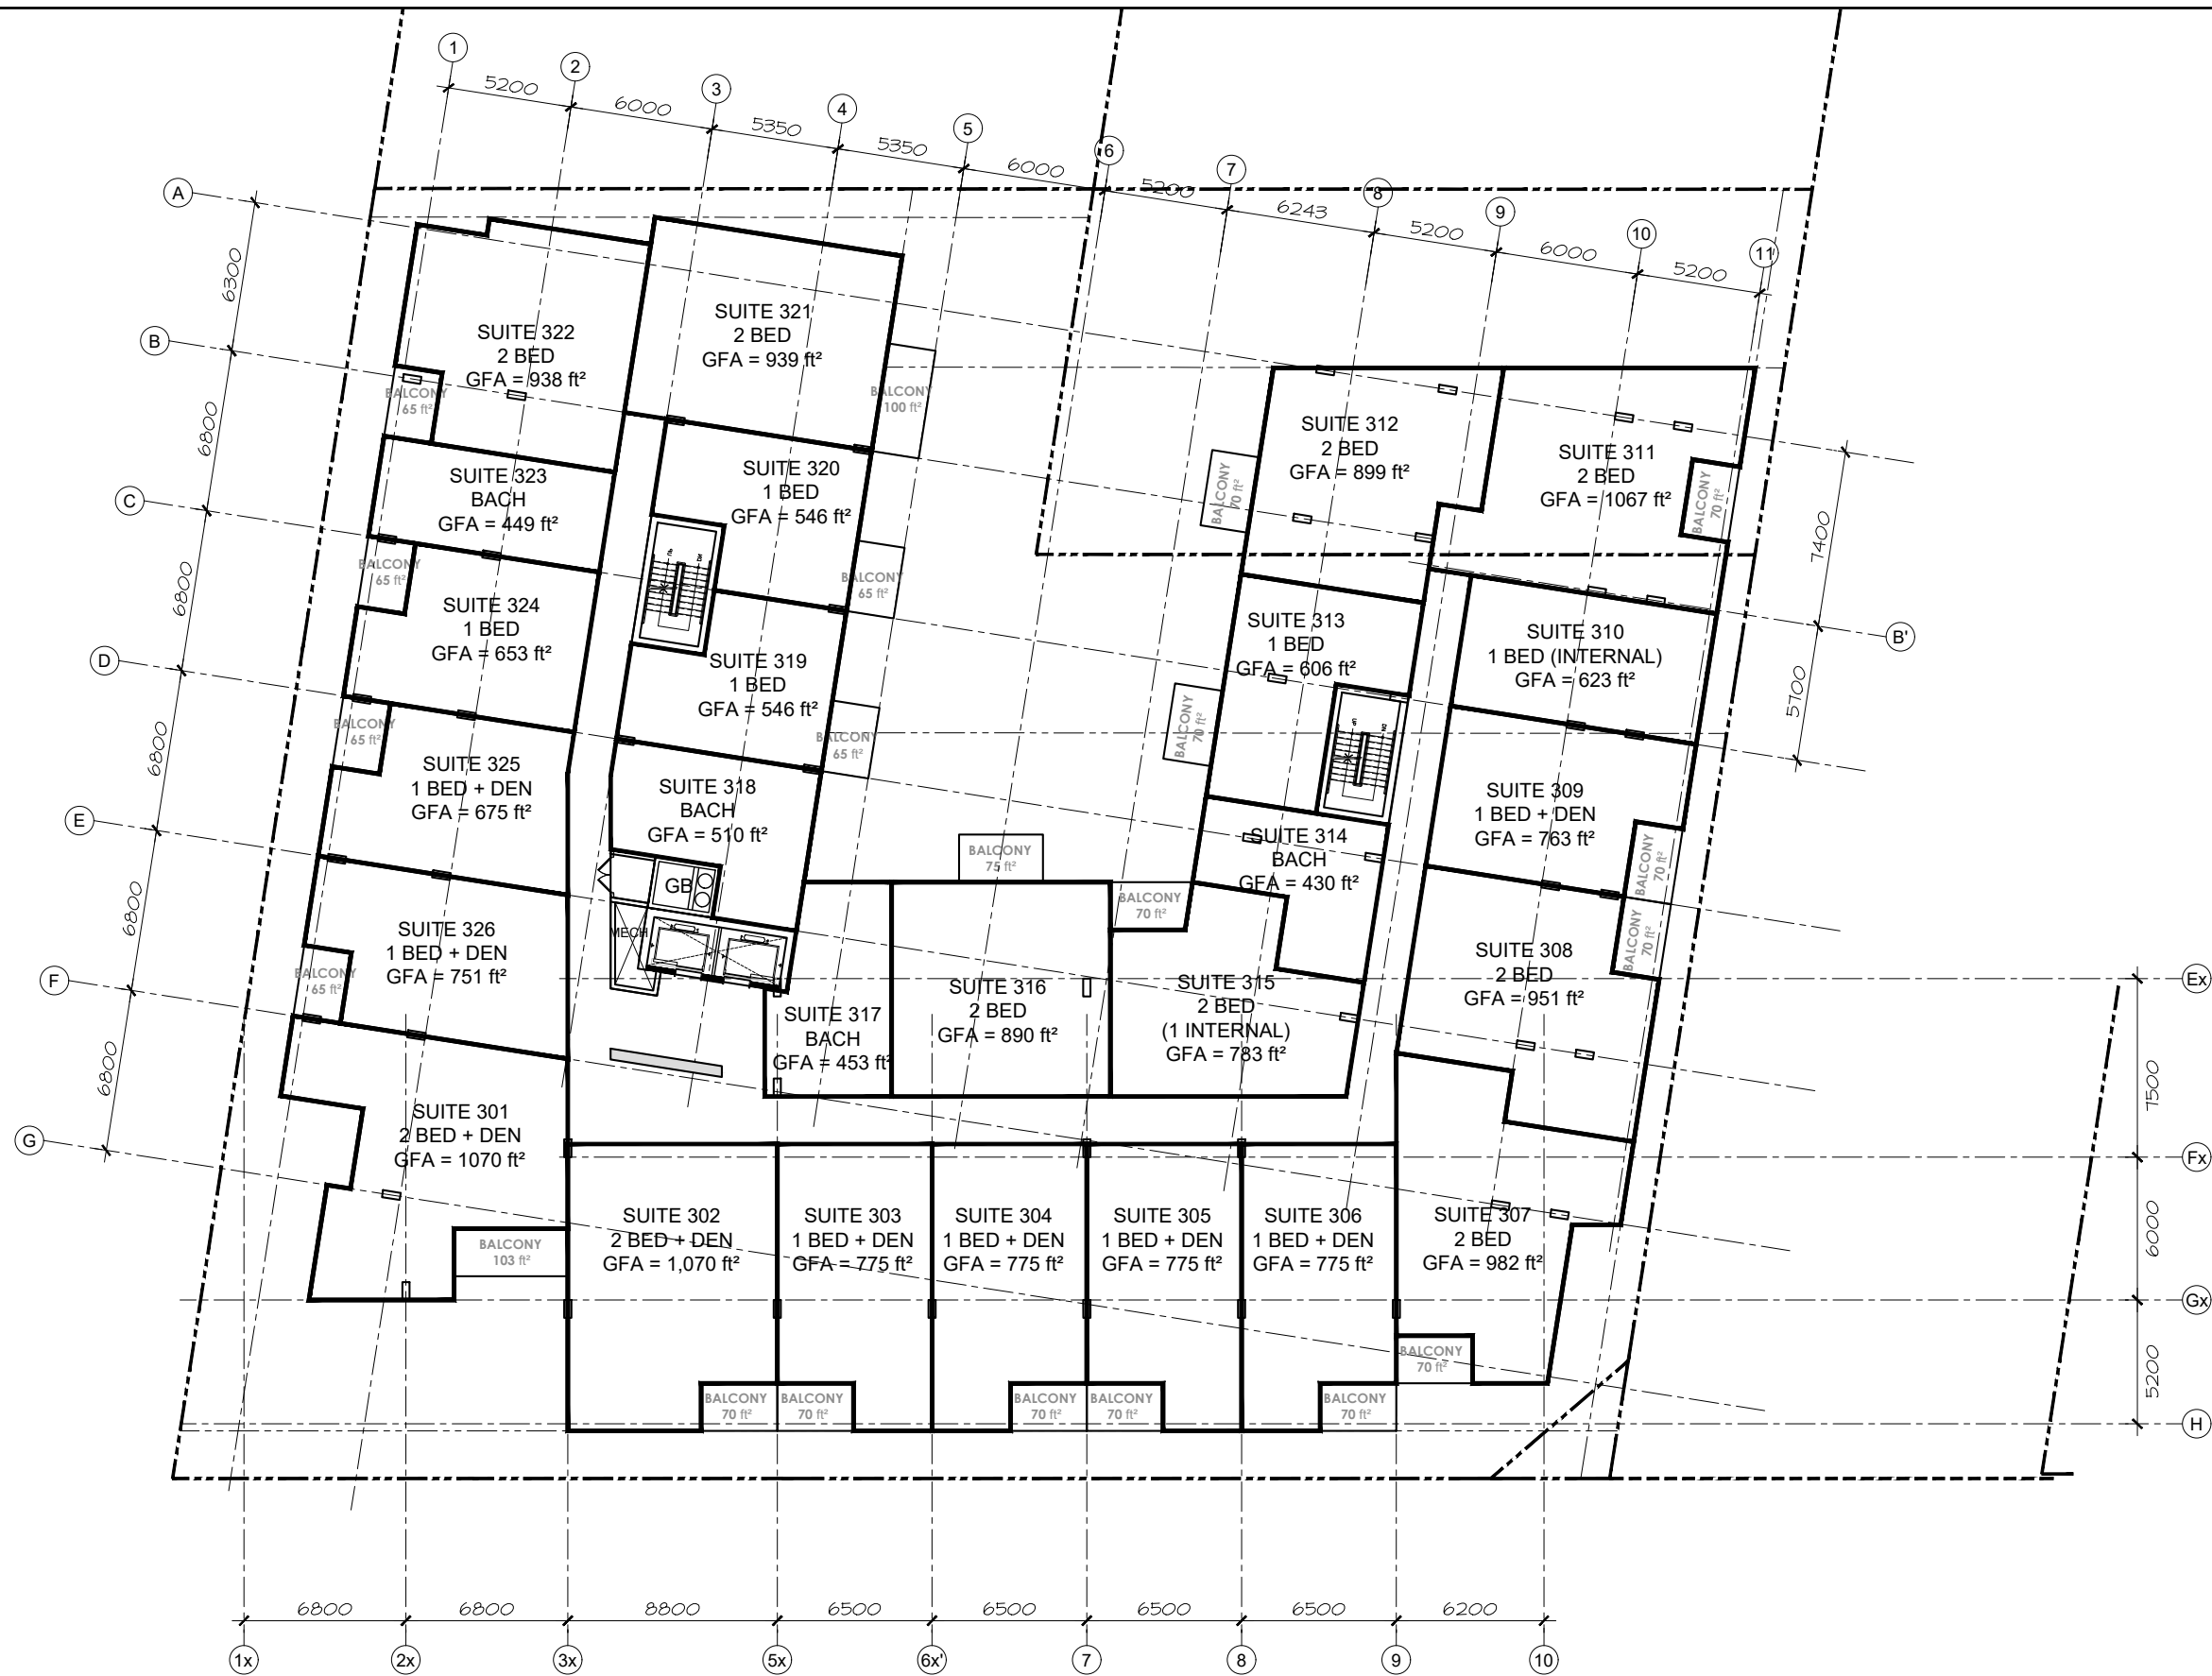 1
2
3
4
5
6
7
8
9
10
11
5200
6000
5350
5350
6000
5200
6243
5200
6000
5200
A
B
C
D
E
F
G
6300
6800
6800
6800
6800
6800
SUITE 322
2 BED
GFA = 938 ft²
BALCONY
65 ft²
SUITE 321
2 BED
GFA = 939 ft²
BALCONY
100 ft²
SUITE 323
BACH
GFA = 449 ft²
SUITE 320
1 BED
GFA = 546 ft²
BALCONY
65 ft²
SUITE 324
1 BED
GFA = 653 ft²
BALCONY
65 ft²
SUITE 319
1 BED
GFA = 546 ft²
BALCONY
65 ft²
SUITE 325
1 BED + DEN
GFA = 675 ft²
BALCONY
65 ft²
SUITE 318
BACH
GFA = 510 ft²
GB
MECH
SUITE 326
1 BED + DEN
GFA = 751 ft²
BALCONY
65 ft²
SUITE 301
2 BED + DEN
GFA = 1070 ft²
BALCONY
103 ft²
SUITE 312
2 BED
GFA = 899 ft²
BALCONY
70 ft²
SUITE 311
2 BED
GFA = 1067 ft²
BALCONY
70 ft²
SUITE 313
1 BED
GFA = 606 ft²
BALCONY
70 ft²
UP
DN
SUITE 310
1 BED (INTERNAL)
GFA = 623 ft²
SUITE 309
1 BED + DEN
GFA = 763 ft²
BALCONY
70 ft²
SUITE 314
BACH
GFA = 430 ft²
SUITE 308
2 BED
GFA = 951 ft²
BALCONY
70 ft²
BALCONY
75 ft²
BALCONY
70 ft²
SUITE 317
BACH
GFA = 453 ft²
SUITE 316
2 BED
GFA = 890 ft²
SUITE 315
2 BED
(1 INTERNAL)
GFA = 783 ft²
SUITE 302
2 BED + DEN
GFA = 1,070 ft²
BALCONY
70 ft²
SUITE 303
1 BED + DEN
GFA = 775 ft²
BALCONY
70 ft²
SUITE 304
1 BED + DEN
GFA = 775 ft²
BALCONY
70 ft²
SUITE 305
1 BED + DEN
GFA = 775 ft²
BALCONY
70 ft²
SUITE 306
1 BED + DEN
GFA = 775 ft²
BALCONY
70 ft²
SUITE 307
2 BED
GFA = 982 ft²
BALCONY
70 ft²
7400
B'
5700
Ex
7500
Fx
6000
Gx
5200
H
6800
6800
8800
6500
6500
6500
6500
6200
1x
2x
3x
5x
6x'
7
8
9
10